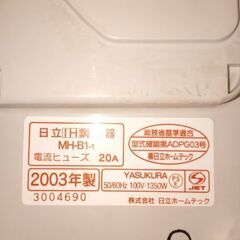 日立IH調理器
MH-B1-1
電流ヒューズ 20A
総務省基準適合
型式確認第ADPG03号
㈱日立ホームテック
2003年製
3004690
YASUKURA
50/60Hz 100V-1350W
PS
E
JET
株式会社 日立ホームテック